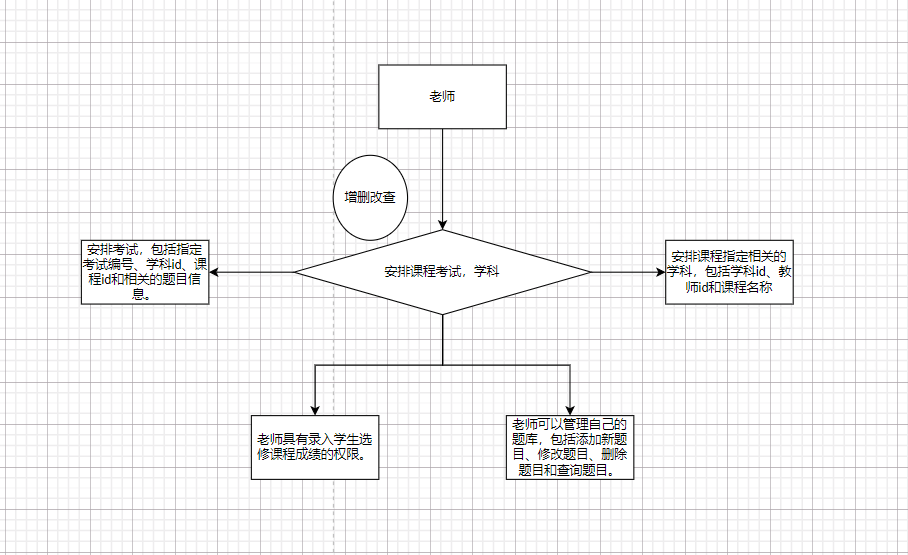 老师
增删改查
安排考试，包括指定
考试编号、学科id、课
程id和相关的题目信
息。
安排课程考试，学科
安排课程指定相关的
学科，包括学科id、教
师id和课程名称
老师具有录入学生选
修课程成绩的权限。
老师可以管理自己的
题库，包括添加新题
目、修改题目、删除
题目和查询题目。